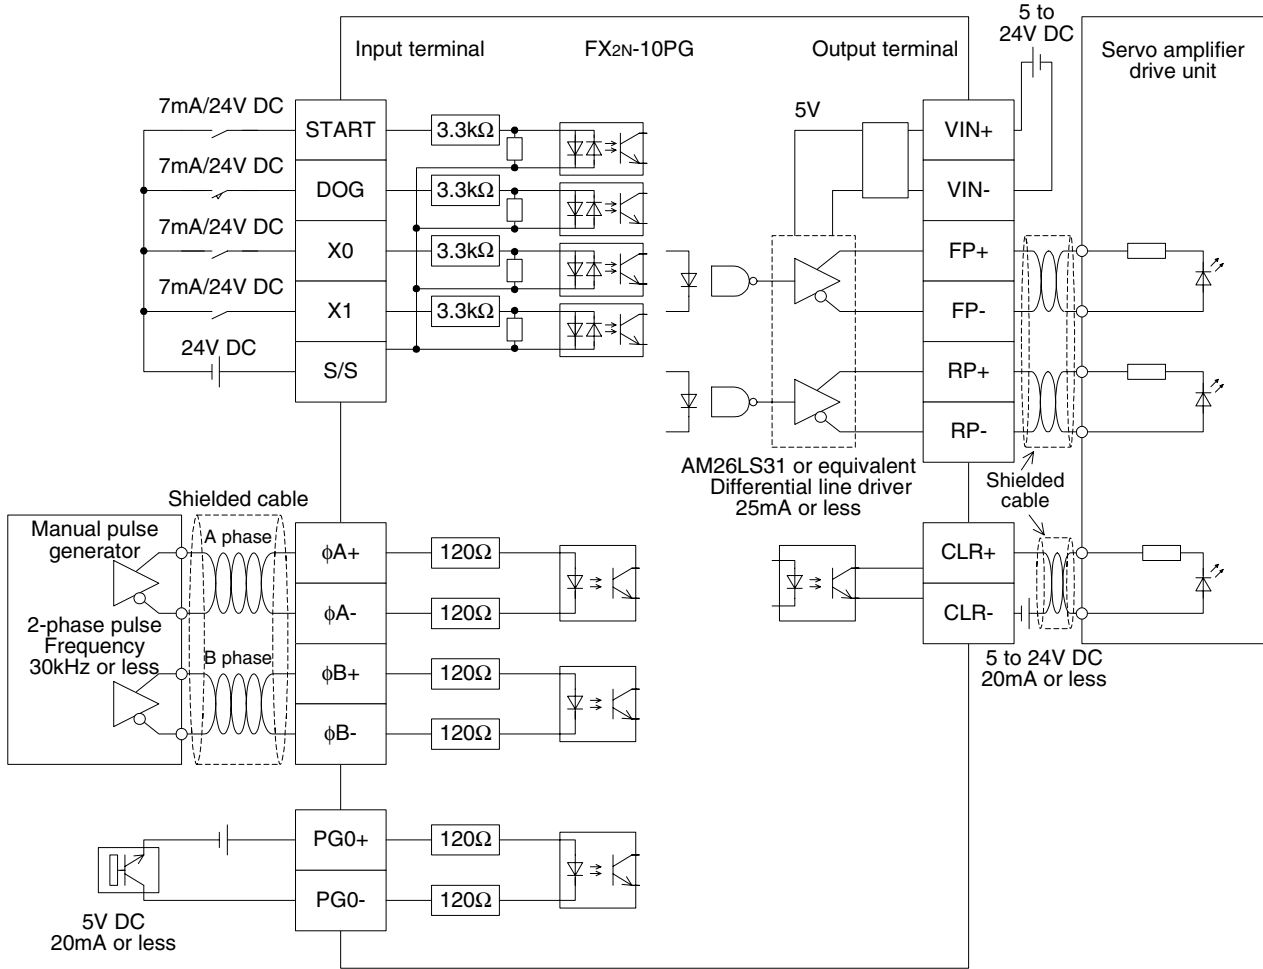 5 to
24V DC
Input terminal
FX2N-10PG
Output terminal
Servo amplifier
drive unit
7mA/24V DC
START
3.3kΩ
5V
VIN+
7mA/24V DC
DOG
3.3kΩ
VIN-
7mA/24V DC
X0
3.3kΩ
FP+
7mA/24V DC
X1
3.3kΩ
FP-
24V DC
S/S
RP+
RP-
AM26LS31 or equivalent
Differential line driver
25mA or less
Shielded
cable
Shielded cable
Manual pulse
generator
A phase
ϕA+
120Ω
CLR+
ϕA-
120Ω
CLR-
2-phase pulse
Frequency
30kHz or less
B phase
ϕB+
120Ω
5 to 24V DC
20mA or less
ϕB-
120Ω
PG0+
120Ω
PG0-
120Ω
5V DC
20mA or less